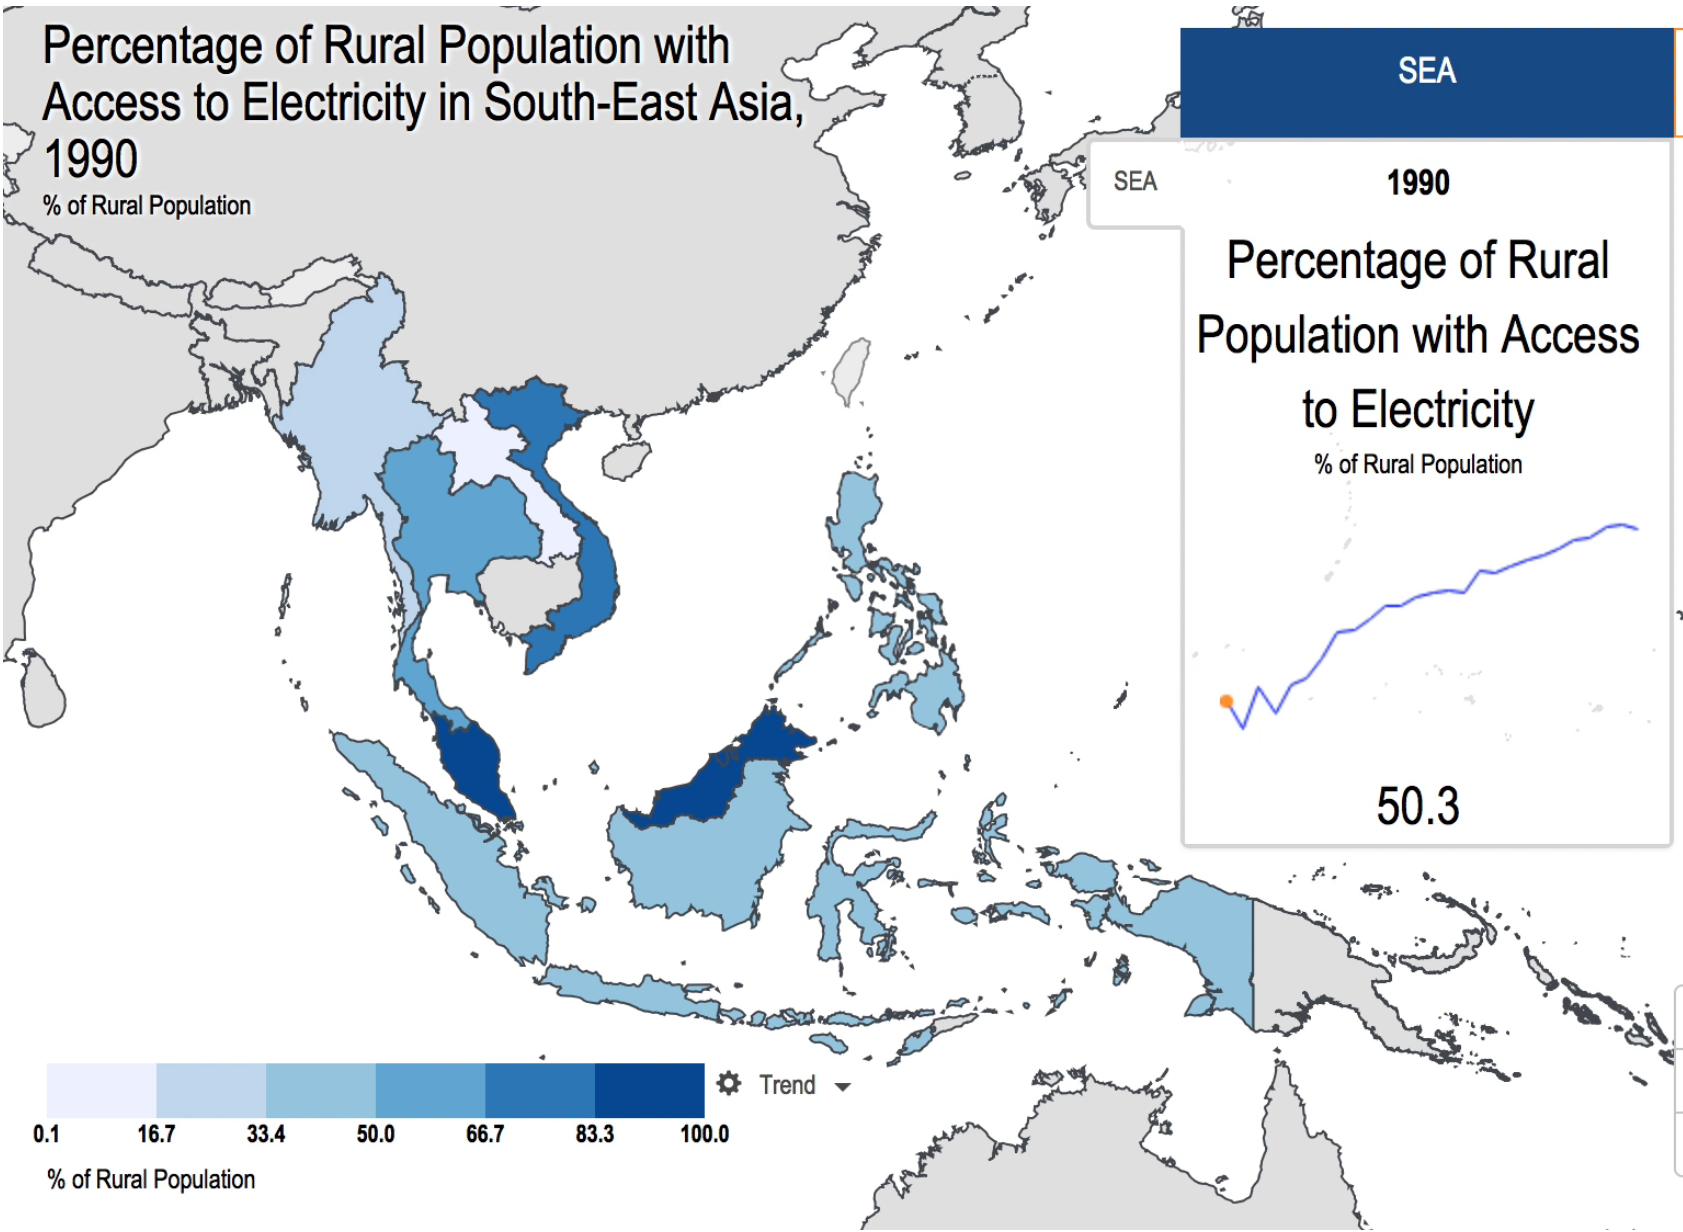 Percentage of Rural Population with
Access to Electricity in South-East Asia,
1990
% of Rural Population
SEA
SEA
1990
Percentage of Rural
Population with Access
to Electricity
% of Rural Population
50.3
0.1 16.7 33.4 50.0 66.7 83.3 100.0
Trend
% of Rural Population